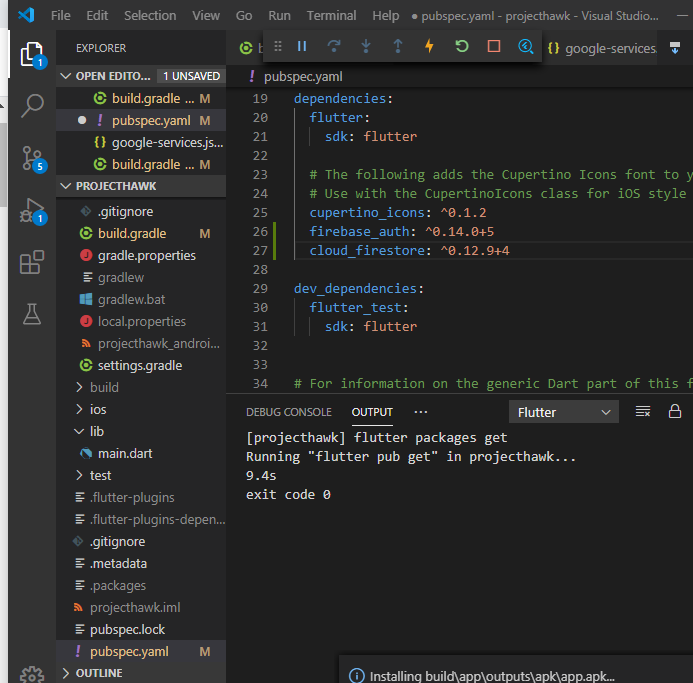 File Edit Selection View Go Run Terminal Help ● pubspec.yaml - projecthawk - Visual Studio...
EXPLORER
OPEN EDITO... 1 UNSAVED
build.gradle ... M
! pubspec.yaml M
{} google-services.js...
build.gradle ... M
PROJECTHAWK
.gitignore
build.gradle M
gradle.properties
gradlew
gradlew.bat
local.properties
projecthawk_androi...
settings.gradle
build
ios
lib
main.dart
test
.flutter-plugins
.flutter-plugins-depen...
.gitignore
.metadata
.packages
projecthawk.iml
pubspec.lock
! pubspec.yaml M
OUTLINE
1
5
1
{} google-services.
! pubspec.yaml
19 dependencies:
20 flutter:
21 sdk: flutter
22
23 # The following adds the Cupertino Icons font to y
24 # Use with the CupertinoIcons class for iOS style
25 cupertino_icons: ^0.1.2
26 firebase_auth: ^0.14.0+5
27 cloud_firestore: ^0.12.9+4
28
29 dev_dependencies:
30 flutter_test:
31 sdk: flutter
32
33
34 # For information on the generic Dart part of this f
DEBUG CONSOLE OUTPUT ... Flutter
[projecthawk] flutter packages get
Running "flutter pub get" in projecthawk...
9.4s
exit code 0
Installing build\app\outputs\apk\app.apk...